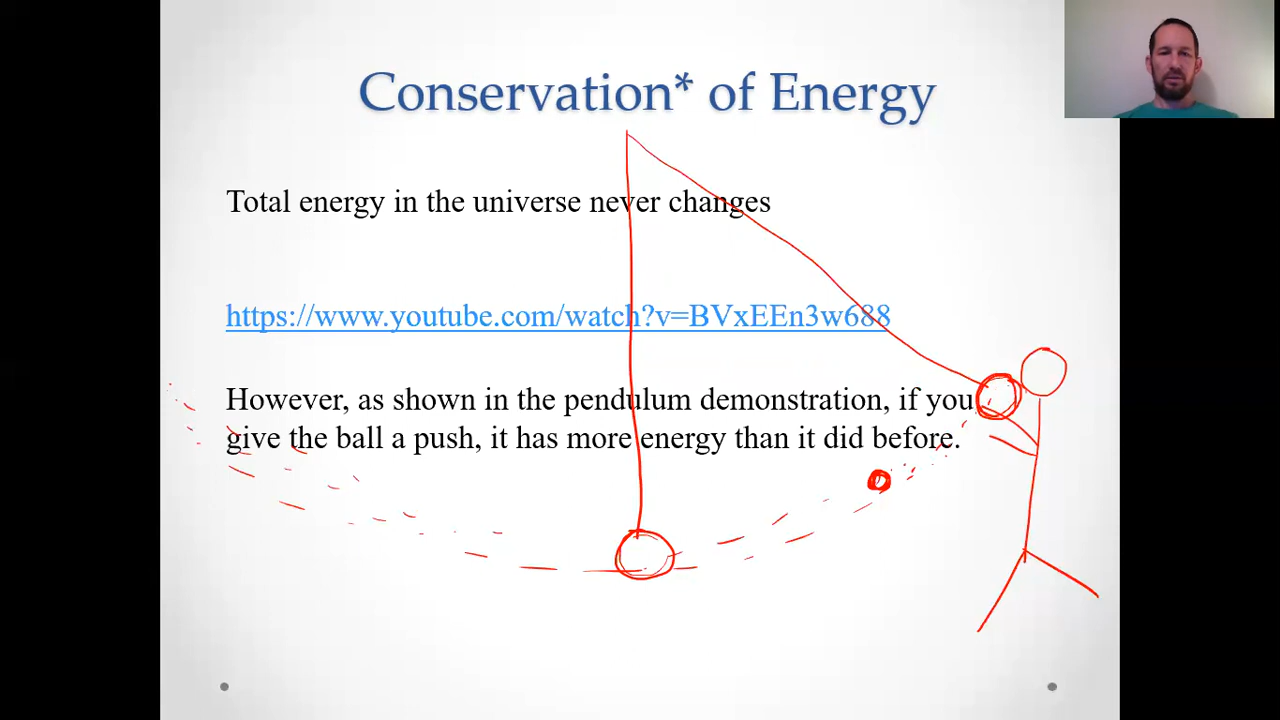 Conservation* of Energy
Total energy in the universe never changes
https://www.youtube.com/watch?v=BVxEEn3w688
However, as shown in the pendulum demonstration, if you
give the ball a push, it has more energy than it did before.